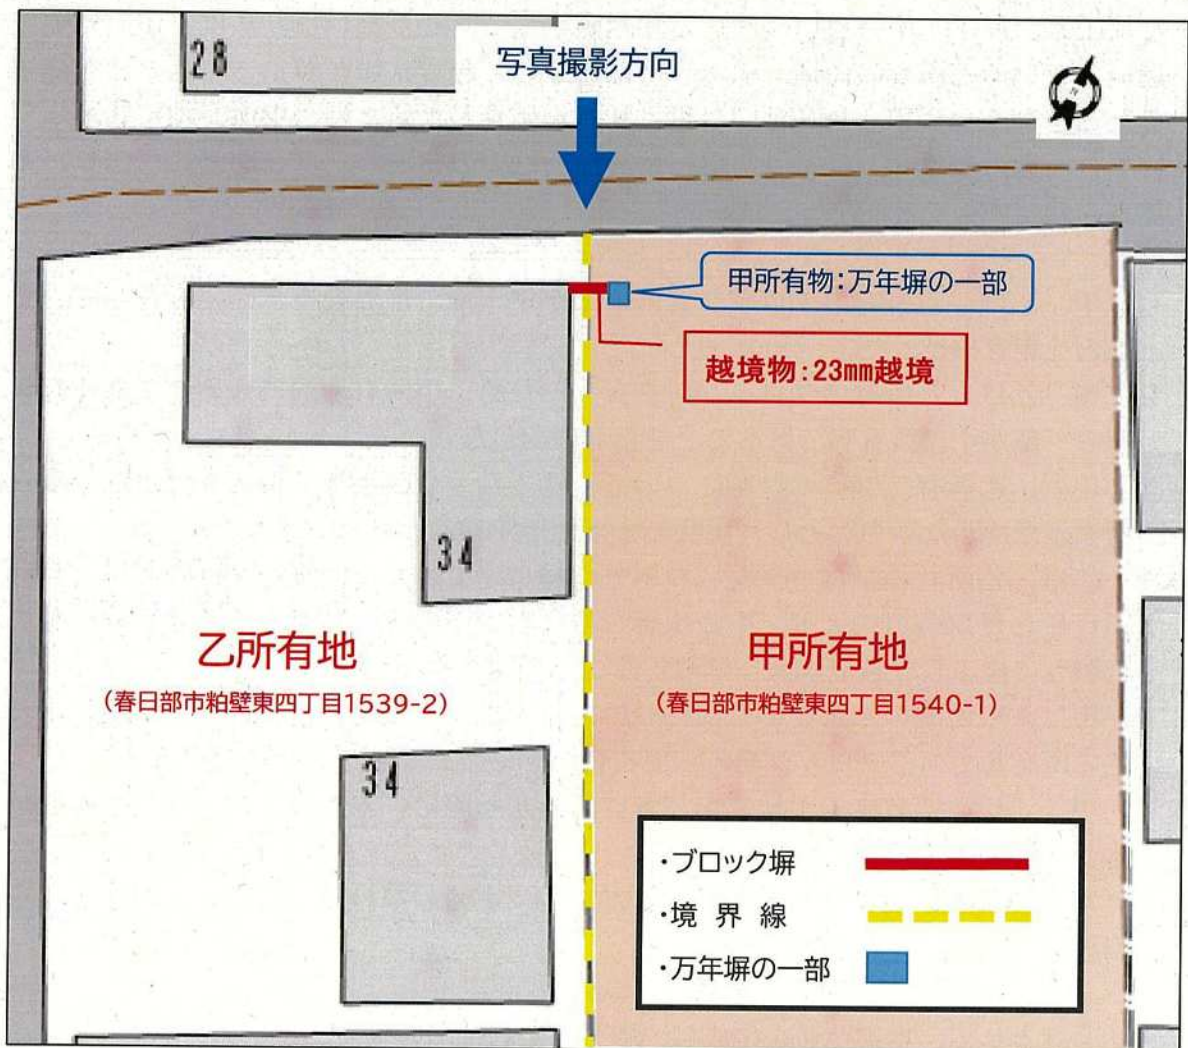 28
写真撮影方向
甲所有物:万年塀の一部
越境物:23mm越境
34
乙所有地
(春日部市粕壁東四丁目1539-2)
甲所有地
(春日部市粕壁東四丁目1540-1)
34
・ブロック塀
・境 界 線
・万年塀の一部